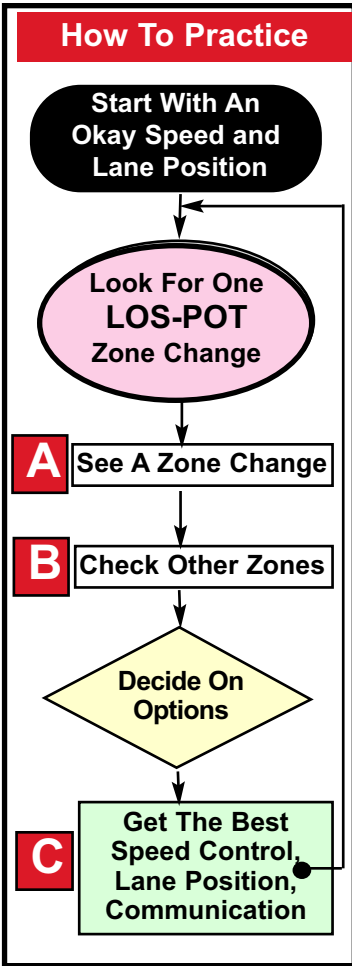 How To Practice
Start With An
Okay Speed and
Lane Position
Look For One
LOS-POT
Zone Change
A See A Zone Change
B Check Other Zones
Decide On
Options
C
Get The Best
Speed Control,
Lane Position,
Communication